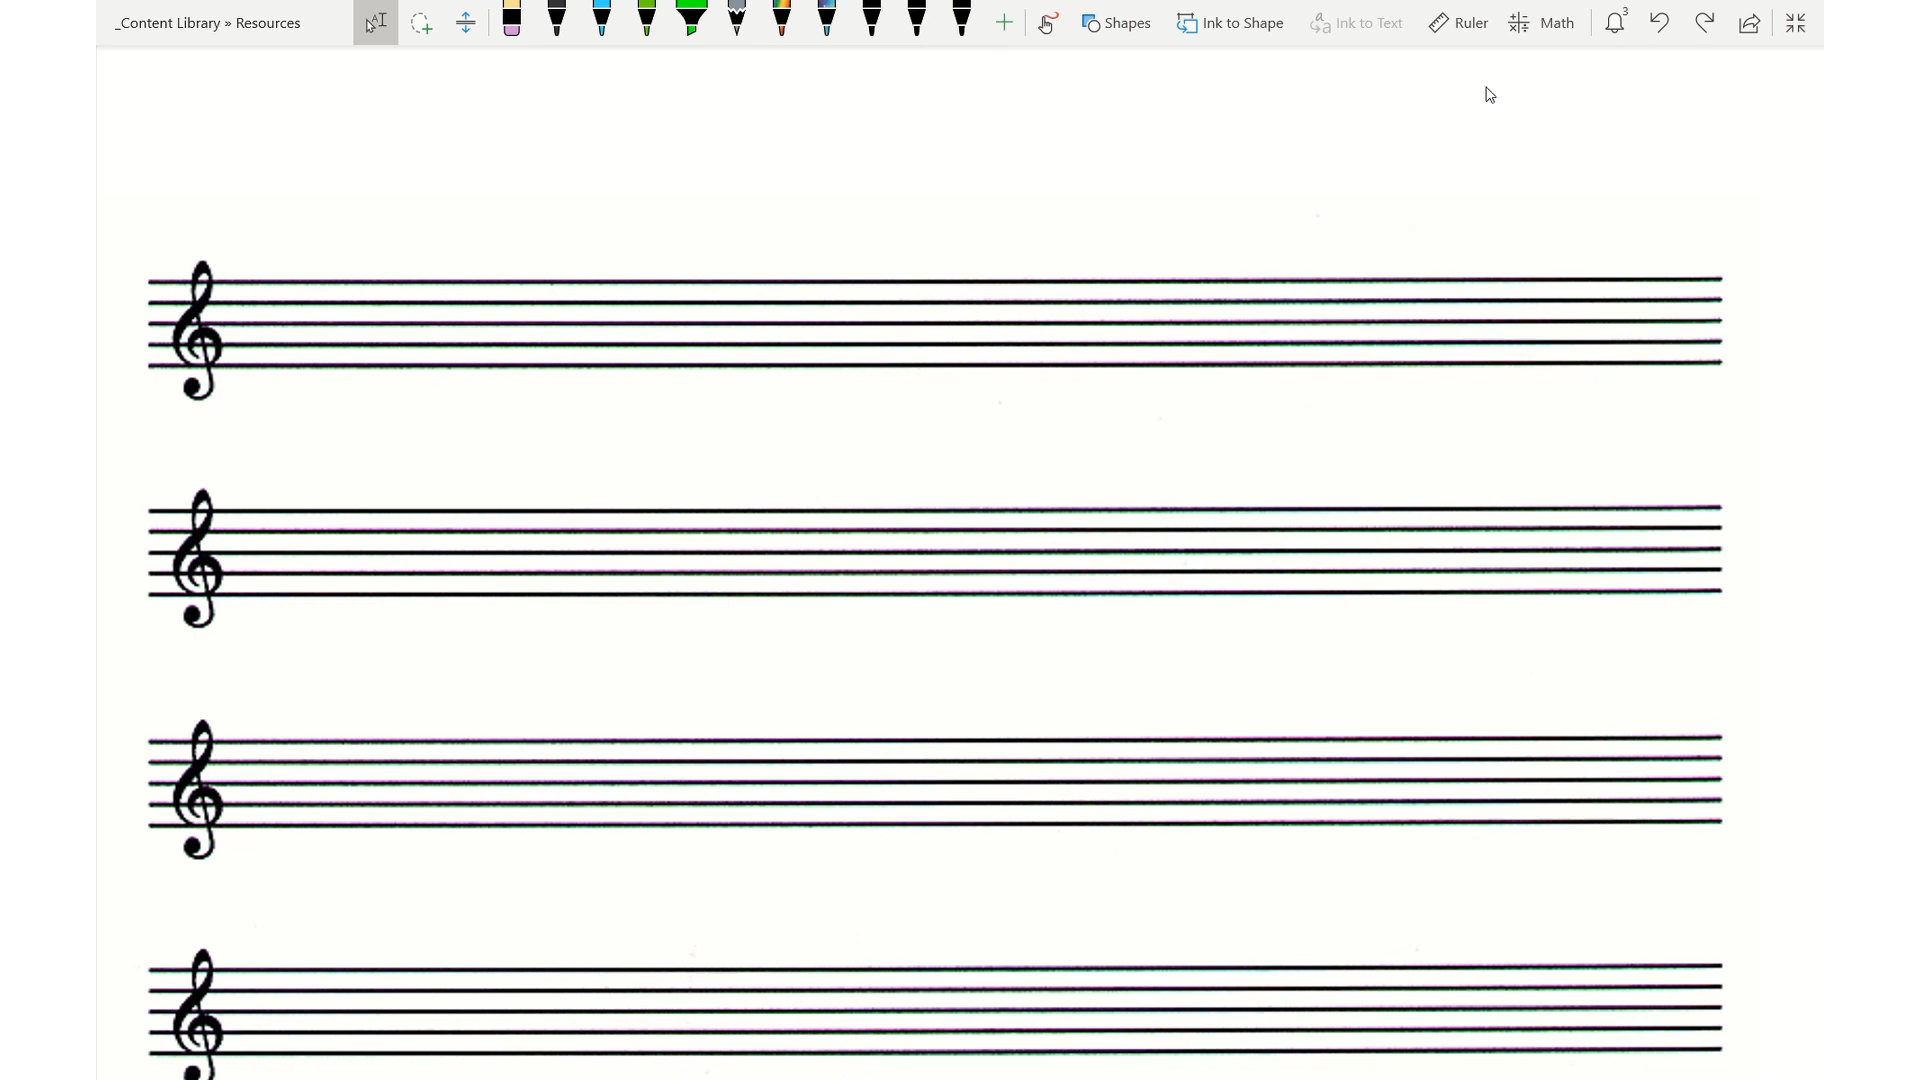 _Content Library » Resources
Shapes
Ink to Shape
Ink to Text
Ruler
Math
3